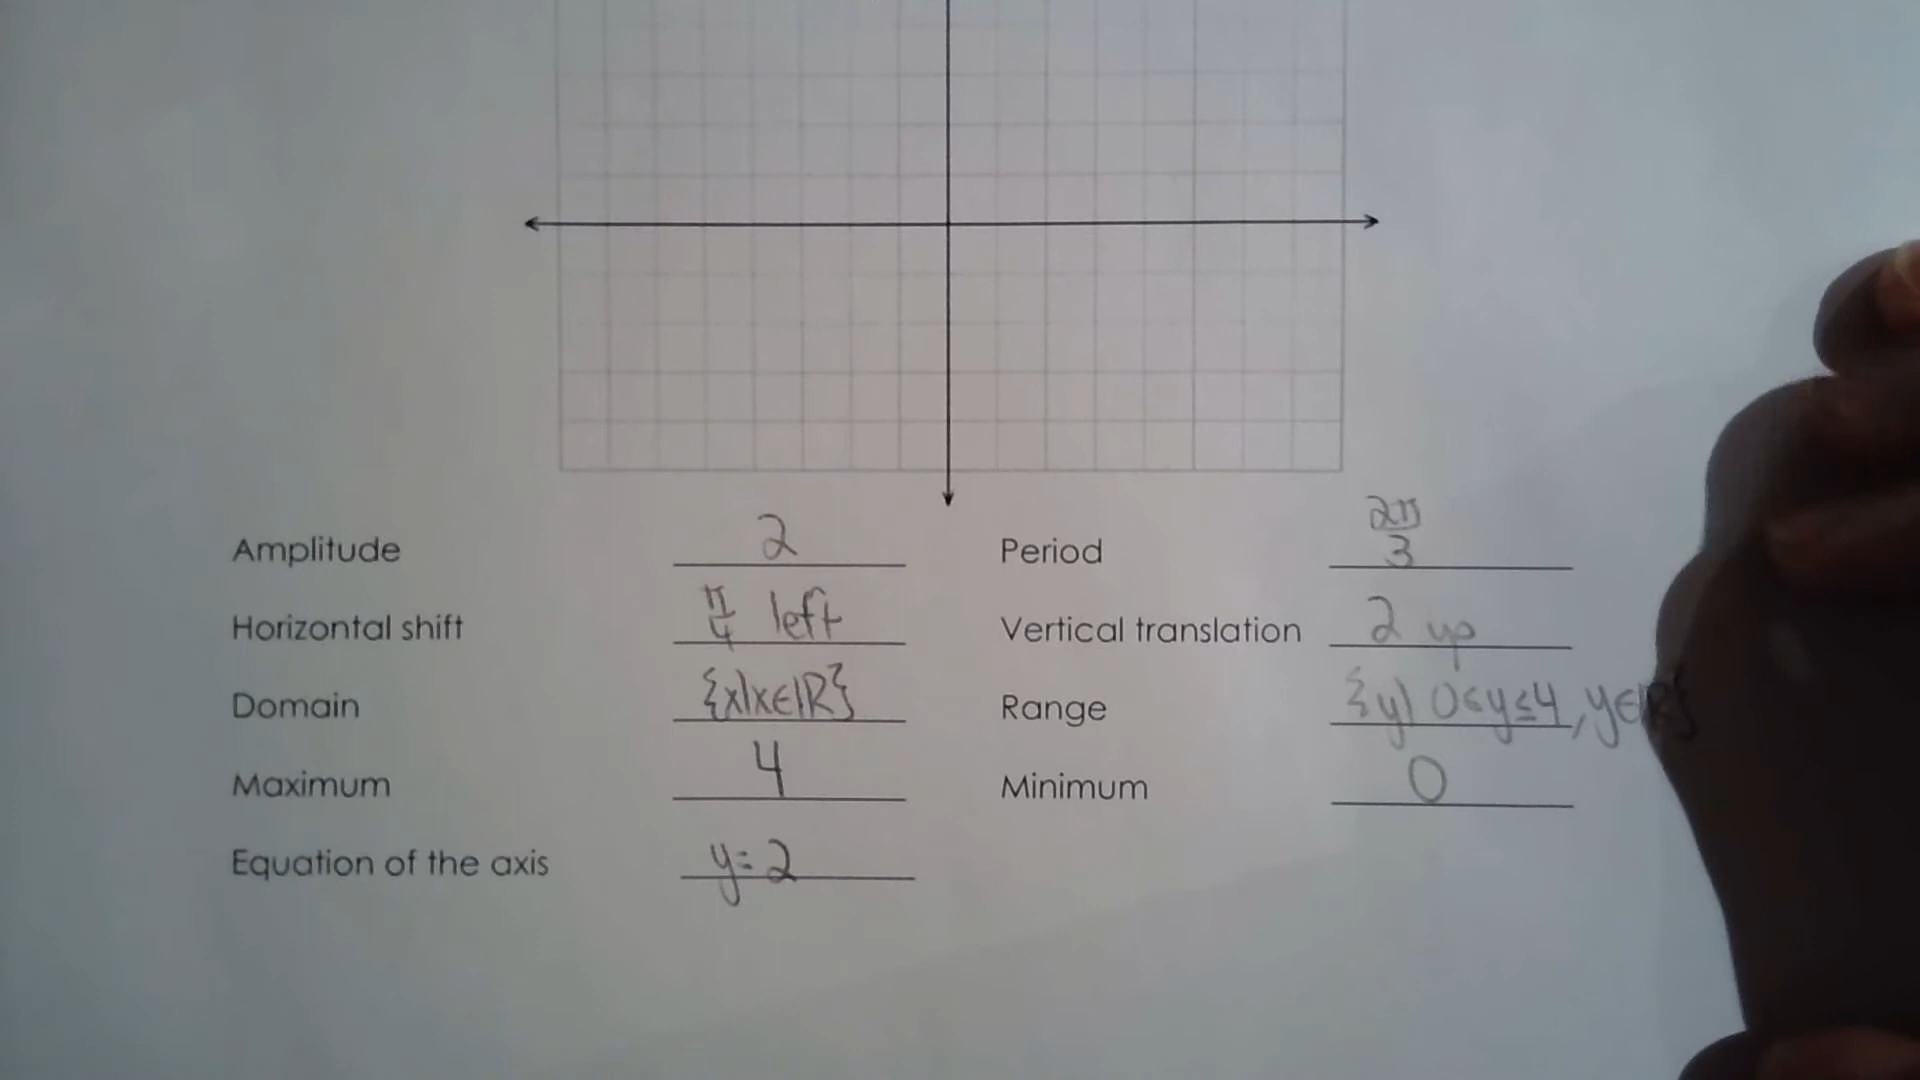 Amplitude 2 Period 2π/3
Horizontal shift π/4 left Vertical translation 2 up
Domain {x|x∈ℝ} Range {y| 0≤y≤4, y∈ℝ}
Maximum 4 Minimum 0
Equation of the axis y=2